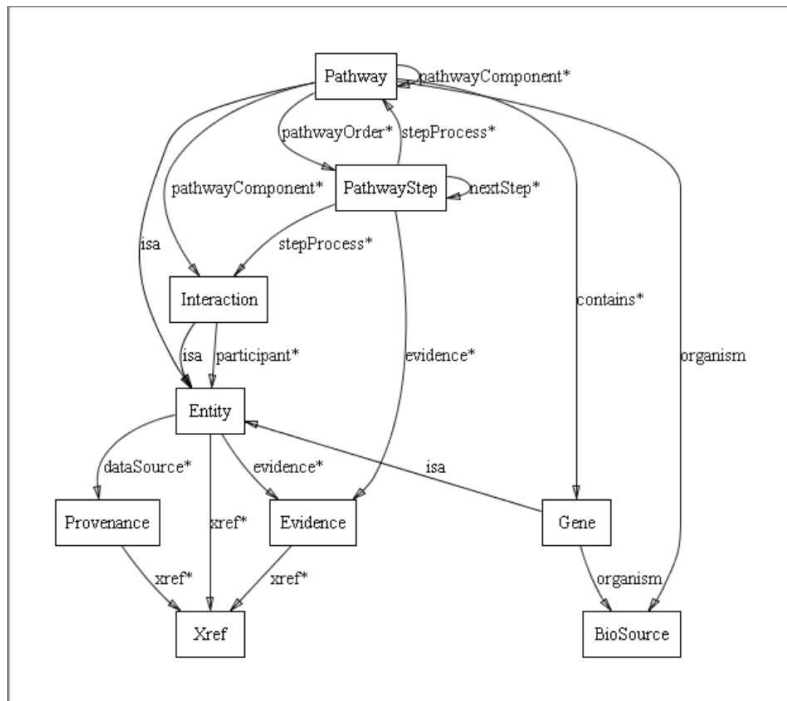 Pathway
pathwayComponent*
pathwayOrder*
stepProcess*
pathwayComponent*
PathwayStep
nextStep*
isa
stepProcess*
Interaction
contains*
isa
participant*
evidence*
organism
Entity
dataSource*
evidence*
isa
Provenance
xref*
Evidence
Gene
xref*
xref*
organism
Xref
BioSource